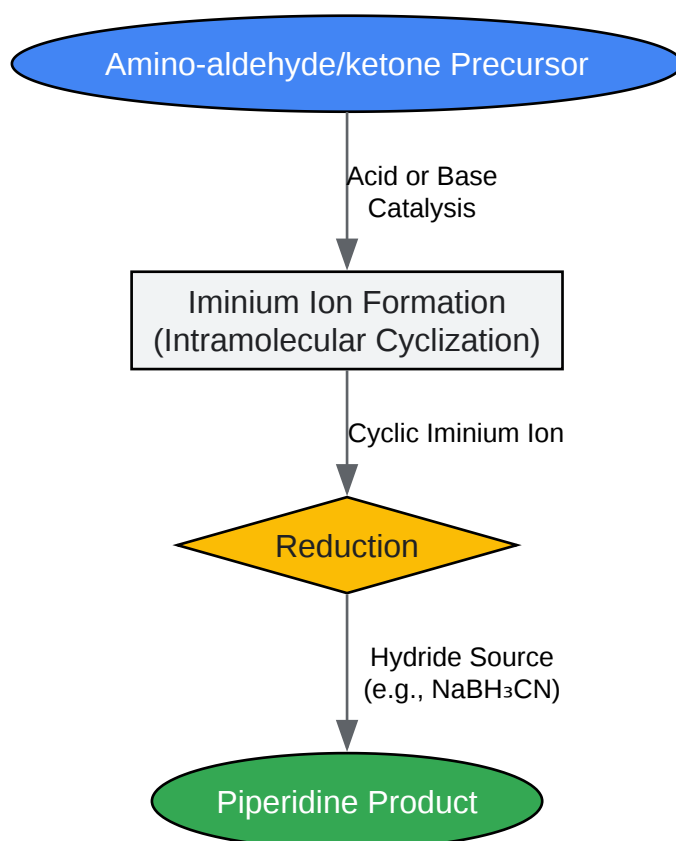 Amino-aldehyde/ketone Precursor
Acid or Base
Catalysis
Iminium Ion Formation
(Intramolecular Cyclization)
Cyclic Iminium Ion
Reduction
Hydride Source
(e.g., NaBH₃CN)
Piperidine Product